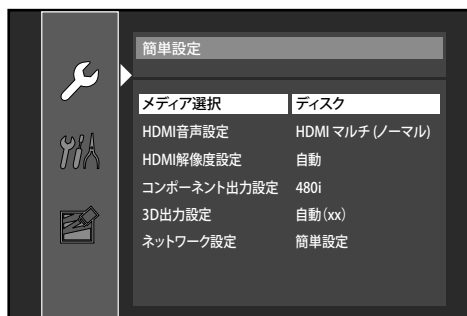 簡単設定
メディア選択 ディスク
HDMI音声設定 HDMI マルチ (ノーマル)
HDMI解像度設定 自動
コンポーネント出力設定 480i
3D出力設定 自動(xx)
ネットワーク設定 簡単設定